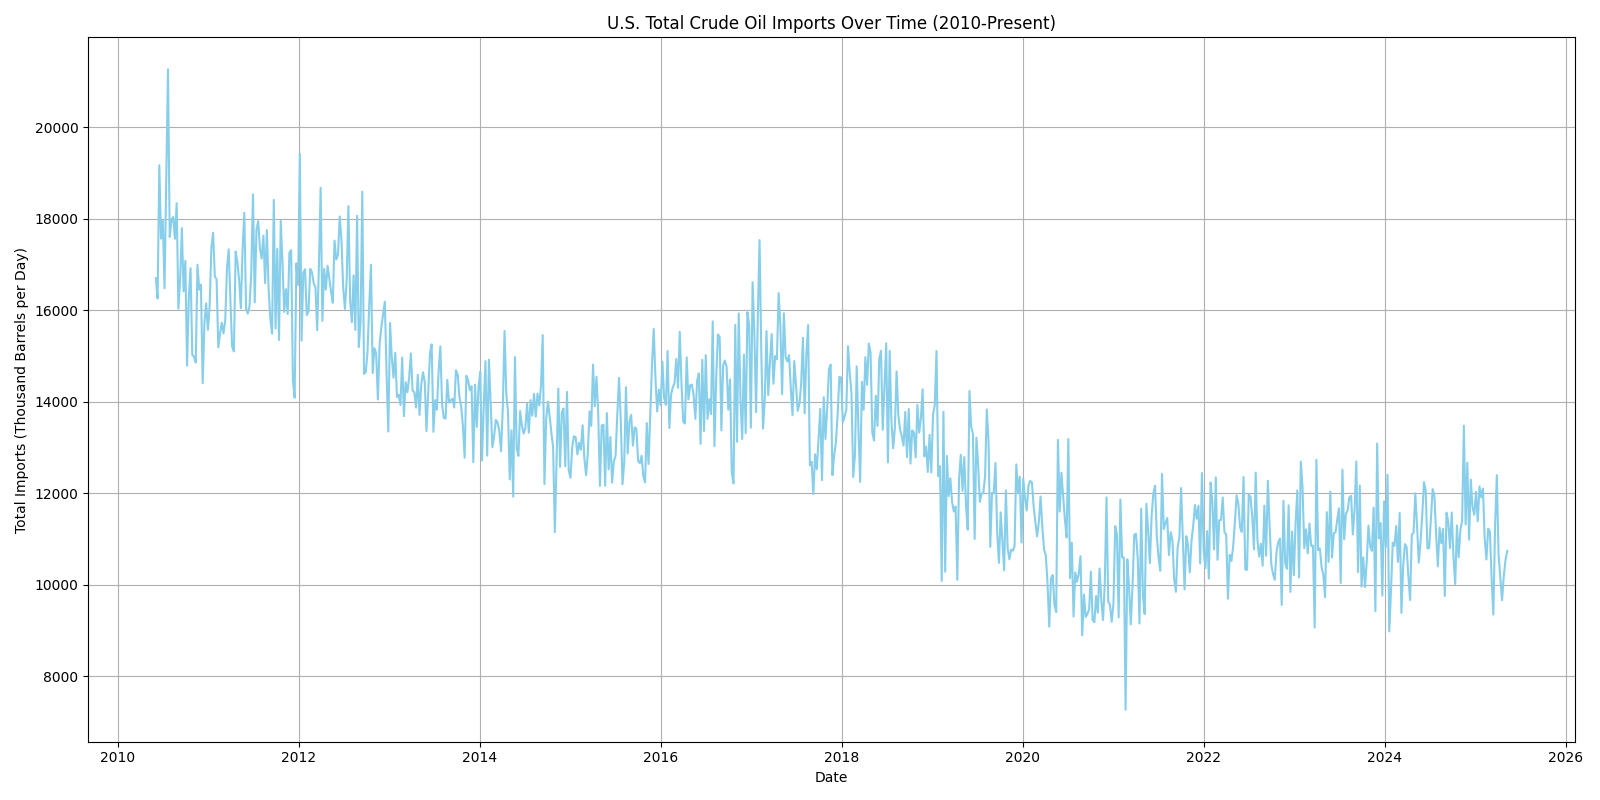 U.S. Total Crude Oil Imports Over Time (2010-Present)
Total Imports (Thousand Barrels per Day)
20000
18000
16000
14000
12000
10000
8000
2010 2012 2014 2016 2018 2020 2022 2024 2026
Date